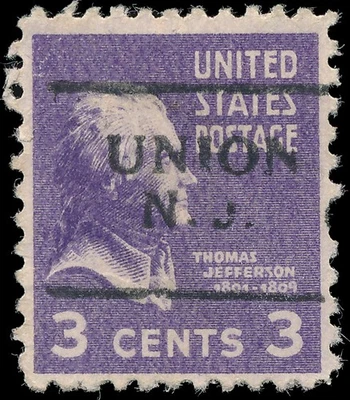 UNITED
STATES
POSTAGE
UNION
N.J.
THOMAS
JEFFERSON
1801-1809
3 CENTS 3